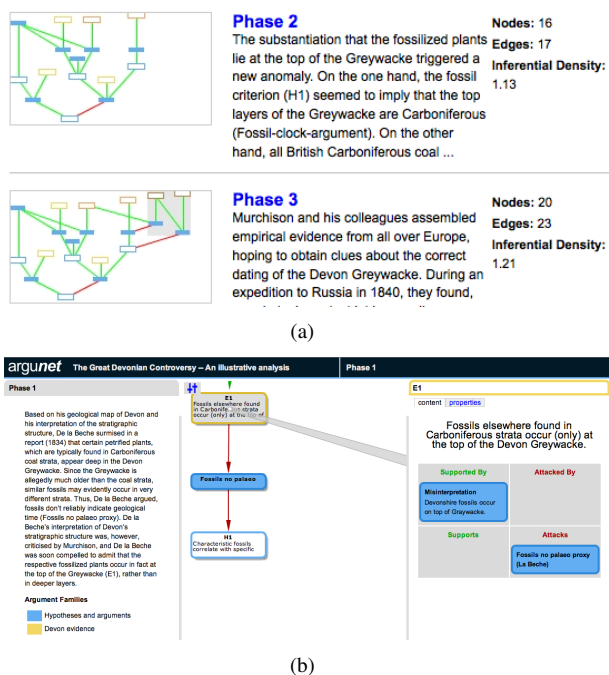 Phase 2
The substantiation that the fossilized plants
lie at the top of the Greywacke triggered a
new anomaly. On the one hand, the fossil
criterion (H1) seemed to imply that the top
layers of the Greywacke are Carboniferous
(Fossil-clock-argument). On the other
hand, all British Carboniferous coal ...
Nodes: 16
Edges: 17
Inferential Density:
1.13
Phase 3
Murchison and his colleagues assembled
empirical evidence from all over Europe,
hoping to obtain clues about the correct
dating of the Devon Greywacke. During an
expedition to Russia in 1840, they found,
Nodes: 20
Edges: 23
Inferential Density:
1.21
(a)
argunet The Great Devonian Controversy – An illustrative analysis Phase 1
Phase 1
Based on his geological map of Devon and
his interpretation of the stratigraphic
structure, De la Beche surmised in a
report (1834) that certain petrified plants,
which are typically found in Carboniferous
coal strata, appear deep in the Devon
Greywacke. Since the Greywacke is
allegedly much older than the coal strata,
similar fossils may evidently occur in very
different strata. Thus, De la Beche argued,
fossils don't reliably indicate geological
time (Fossils no palaeo proxy). De la
Beche's interpretation of Devon's
stratigraphic structure was, however,
criticised by Murchison, and De la Beche
was soon compelled to admit that the
respective fossilized plants occur in fact at
the top of the Greywacke (E1), rather than
in deeper layers.
Argument Families
Hypotheses and arguments
Devon evidence
E1
Fossils elsewhere found
strata
occur (only) at the top of
Fossils no palaeo
H1
Characteristic fossils
correlate with specific
E1
content properties
Fossils elsewhere found in
Carboniferous strata occur (only) at
the top of the Devon Greywacke.
Supported By Attacked By
Misinterpretation
Devonshire fossils occur
on top of Graywacke.
Supports Attacks
Fossils no palaeo proxy
(La Beche)
(b)